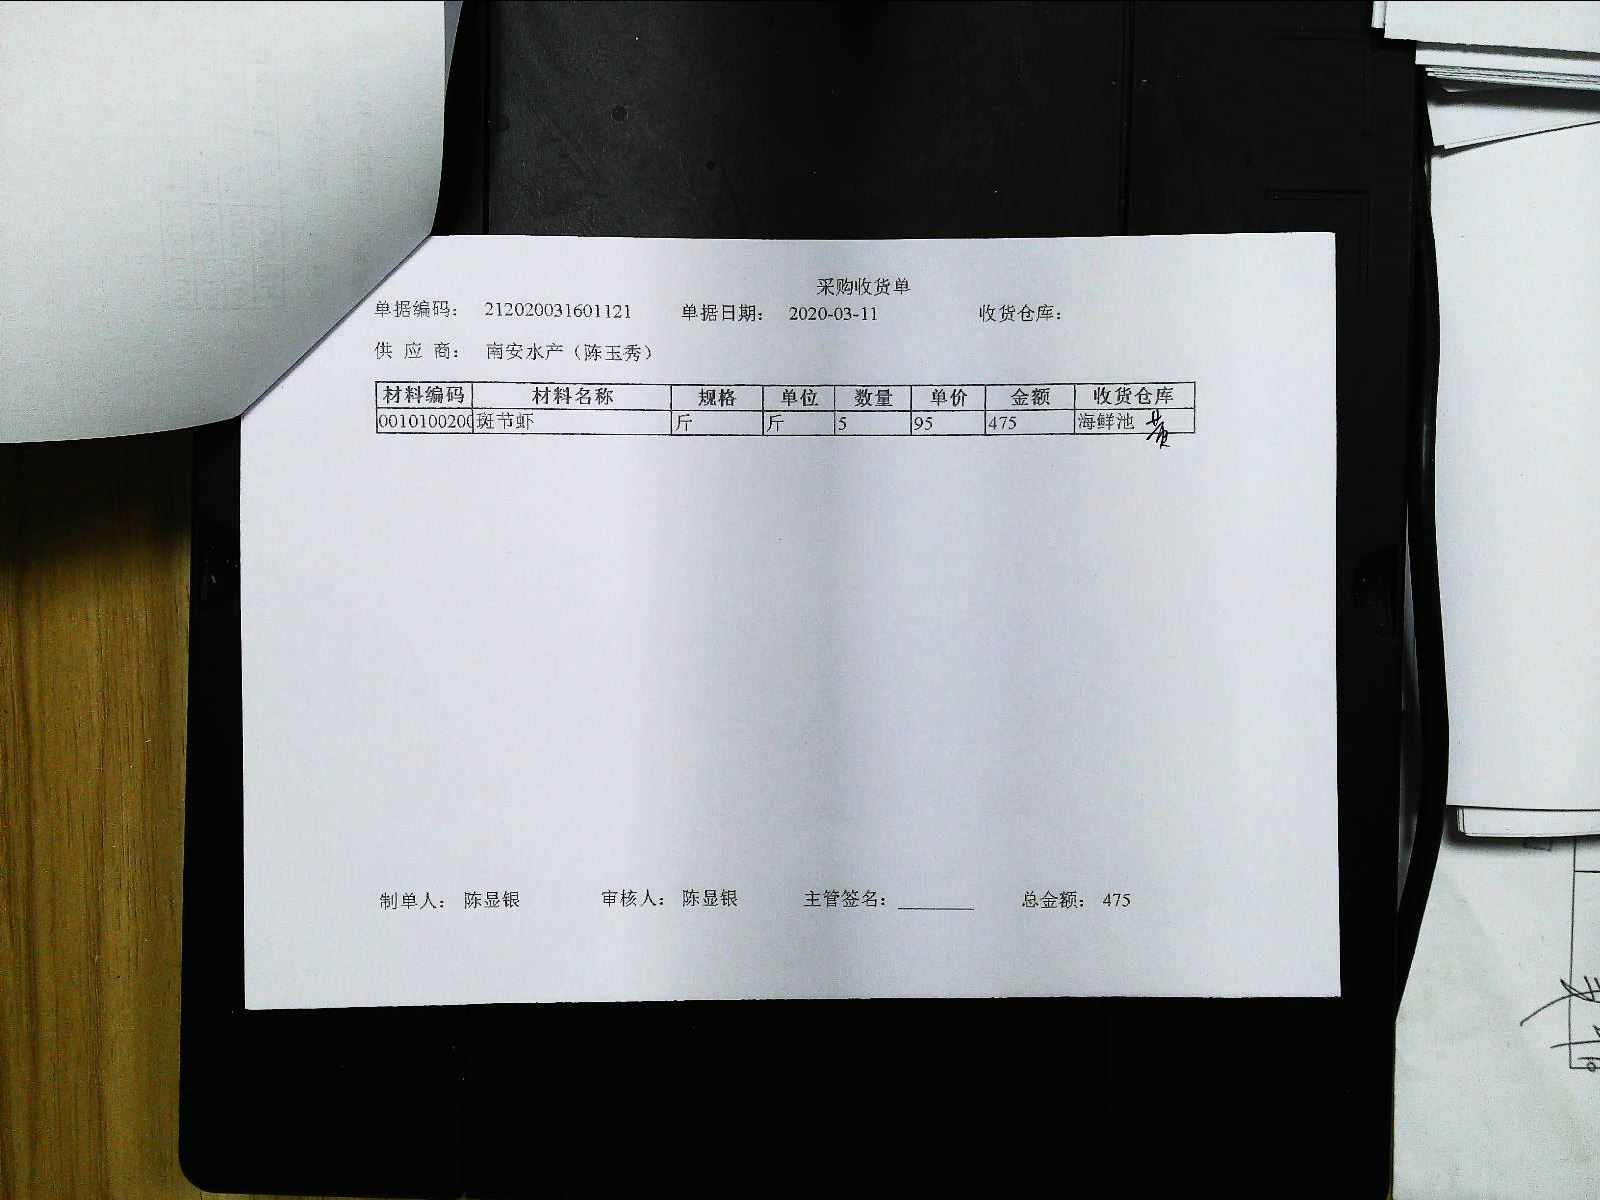 采购收货单
单据编码： 212020031601121 单据日期： 2020-03-11 收货仓库：
供 应 商： 南安水产（陈玉秀）
材料编码 材料名称 规格 单位 数量 单价 金额 收货仓库
0010100200 斑节虾 斤 斤 5 95 475 海鲜池
制单人： 陈显银 审核人： 陈显银 主管签名： ________ 总金额： 475